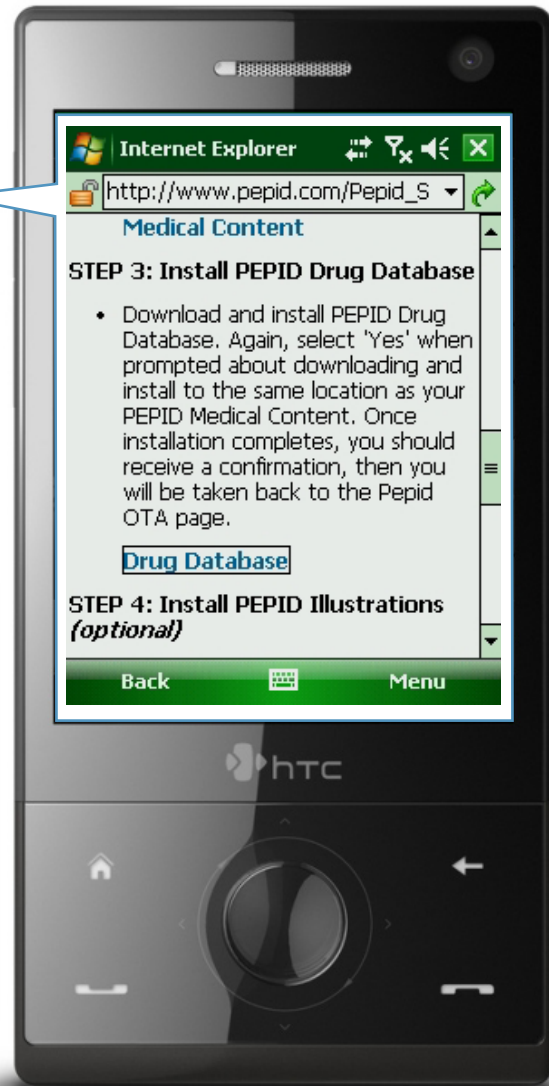 Internet Explorer
http://www.pepid.com/Pepid_S
Medical Content
STEP 3: Install PEPID Drug Database
• Download and install PEPID Drug
Database. Again, select 'Yes' when
prompted about downloading and
install to the same location as your
PEPID Medical Content. Once
installation completes, you should
receive a confirmation, then you
will be taken back to the Pepid
OTA page.
Drug Database
STEP 4: Install PEPID Illustrations
(optional)
Back Menu
hTC